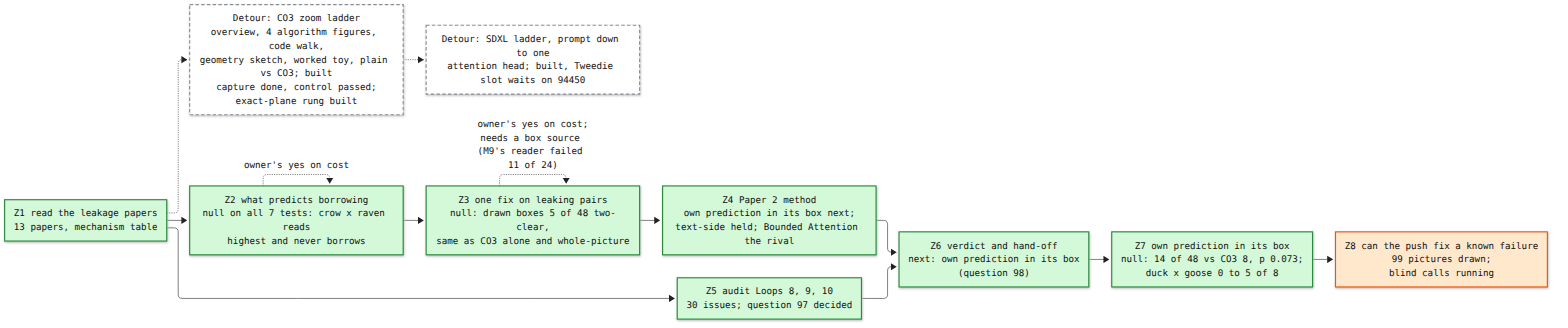 Detour: CO3 zoom ladder
overview, 4 algorithm figures,
code walk,
geometry sketch, worked toy, plain
vs CO3; built
capture done, control passed;
exact-plane rung built
Detour: SDXL ladder, prompt down
to one
attention head; built, Tweedie
slot waits on 94450
owner's yes on cost
owner's yes on cost;
needs a box source
(M9's reader failed
11 of 24)
Z1 read the leakage papers
13 papers, mechanism table
Z2 what predicts borrowing
null on all 7 tests: crow x raven
reads
highest and never borrows
Z3 one fix on leaking pairs
null: drawn boxes 5 of 48 two-
clear,
same as CO3 alone and whole-picture
Z4 Paper 2 method
own prediction in its box next;
text-side held; Bounded Attention
the rival
Z5 audit Loops 8, 9, 10
30 issues; question 97 decided
Z6 verdict and hand-off
next: own prediction in its box
(question 98)
Z7 own prediction in its box
null: 14 of 48 vs CO3 8, p 0.073;
duck x goose 0 to 5 of 8
Z8 can the push fix a known failure
99 pictures drawn;
blind calls running